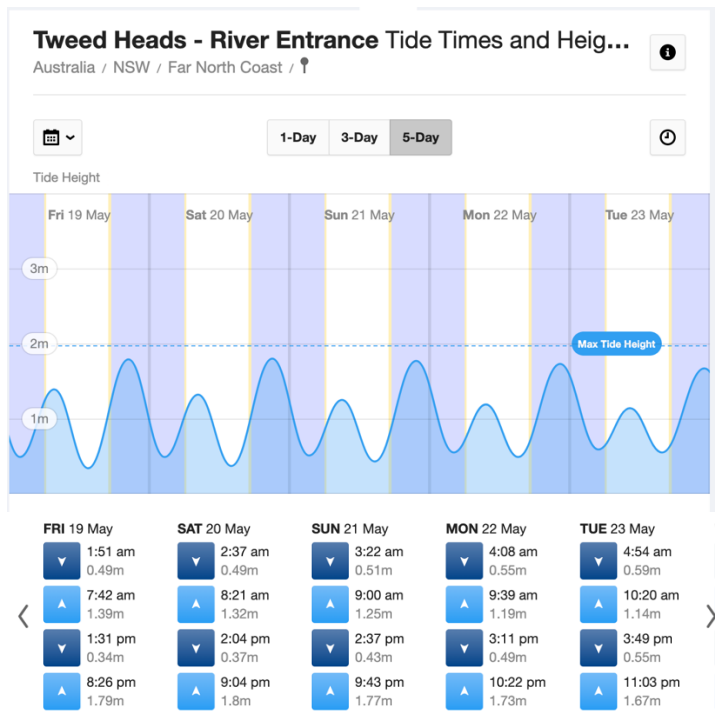 Tweed Heads - River Entrance Tide Times and Heig...
Australia / NSW / Far North Coast /
1-Day 3-Day 5-Day
Tide Height
Fri 19 May Sat 20 May Sun 21 May Mon 22 May Tue 23 May
3m
2m
Max Tide Height
1m
FRI 19 May SAT 20 May SUN 21 May MON 22 May TUE 23 May
1:51 am 2:37 am 3:22 am 4:08 am 4:54 am
0.49m 0.49m 0.51m 0.55m 0.59m
7:42 am 8:21 am 9:00 am 9:39 am 10:20 am
1.39m 1.32m 1.25m 1.19m 1.14m
1:31 pm 2:04 pm 2:37 pm 3:11 pm 3:49 pm
0.34m 0.37m 0.43m 0.49m 0.55m
8:26 pm 9:04 pm 9:43 pm 10:22 pm 11:03 pm
1.79m 1.8m 1.77m 1.73m 1.67m